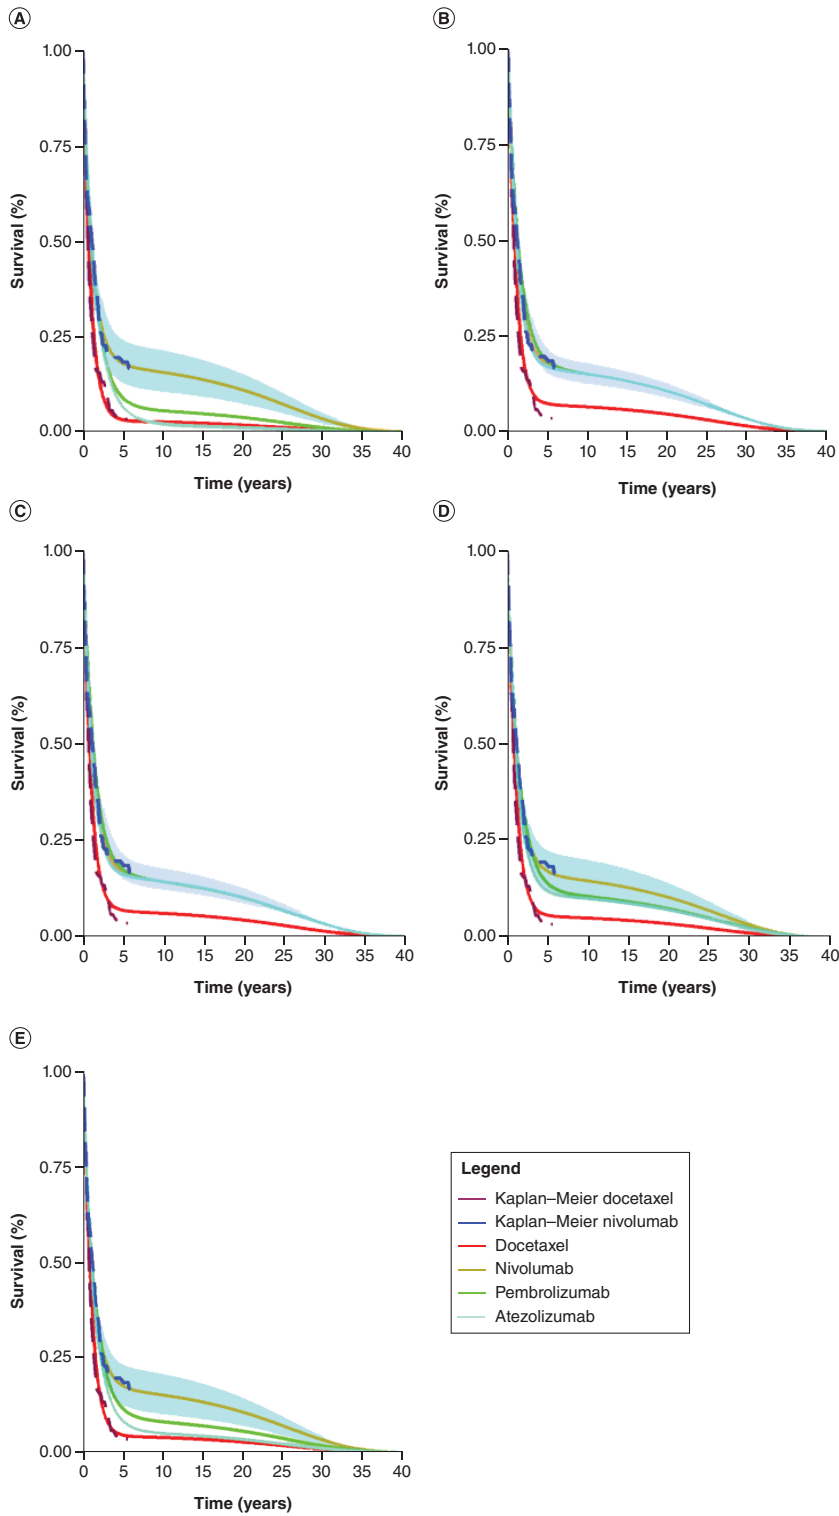 A
1.00
0.75
0.50
0.25
0.00
Survival (%)
0 5 10 15 20 25 30 35 40
Time (years)
B
1.00
0.75
0.50
0.25
0.00
Survival (%)
0 5 10 15 20 25 30 35 40
Time (years)
C
1.00
0.75
0.50
0.25
0.00
Survival (%)
0 5 10 15 20 25 30 35 40
Time (years)
D
1.00
0.75
0.50
0.25
0.00
Survival (%)
0 5 10 15 20 25 30 35 40
Time (years)
E
1.00
0.75
0.50
0.25
0.00
Survival (%)
0 5 10 15 20 25 30 35 40
Time (years)
Legend
Kaplan–Meier docetaxel
Kaplan–Meier nivolumab
Docetaxel
Nivolumab
Pembrolizumab
Atezolizumab